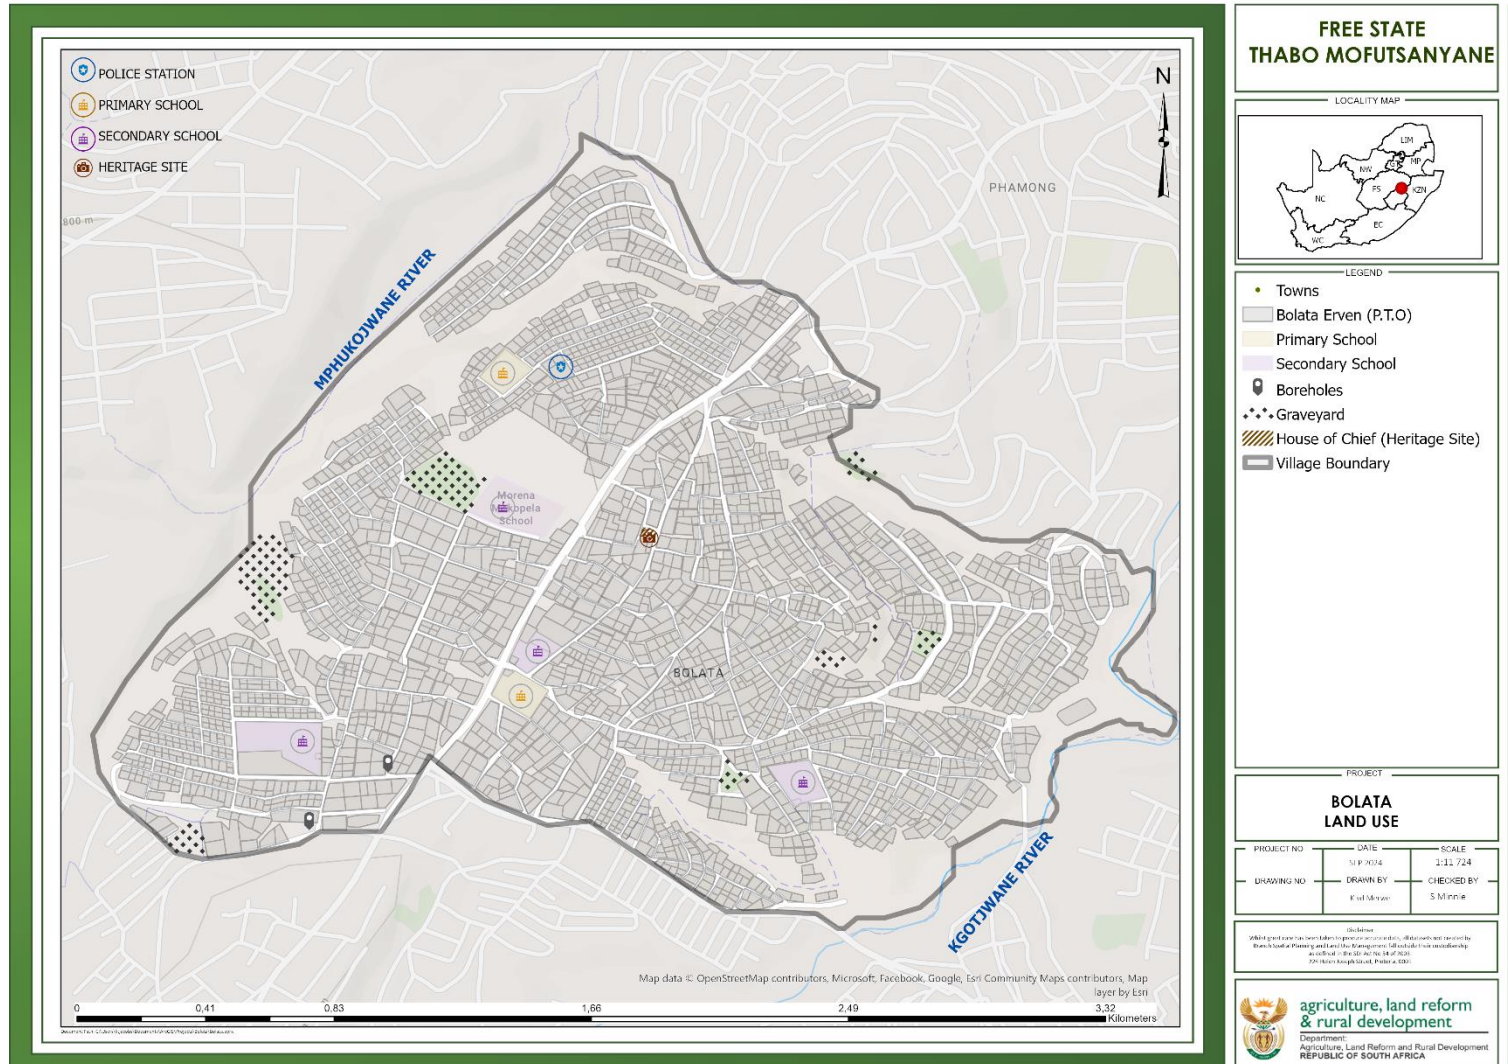 POLICE STATION
PRIMARY SCHOOL
SECONDARY SCHOOL
HERITAGE SITE
N
PHAMONG
800 m
MPHUKOJWANE RIVER
Morena
School
BOLATA
KGOTJWANE RIVER
Map data © OpenStreetMap contributors, Microsoft, Facebook, Google, Esri Community Maps contributors, Map
layer by Esri
0 0,41 0,83 1,66 2,49 3,32
Kilometers
FREE STATE
THABO MOFUTSANYANE
LOCALITY MAP
LIM
NW
MP
FS
KZN
NC
EC
WC
LEGEND
Towns
Bolata Erven (P.T.O)
Primary School
Secondary School
Boreholes
Graveyard
House of Chief (Heritage Site)
Village Boundary
PROJECT
BOLATA
LAND USE
PROJECT NO DATE SCALE
2024 1:11 724
DRAWING NO DRAWN BY CHECKED BY
S Minnie
Disclaimer
agriculture, land reform
& rural development
Department:
Agriculture, Land Reform and Rural Development
REPUBLIC OF SOUTH AFRICA